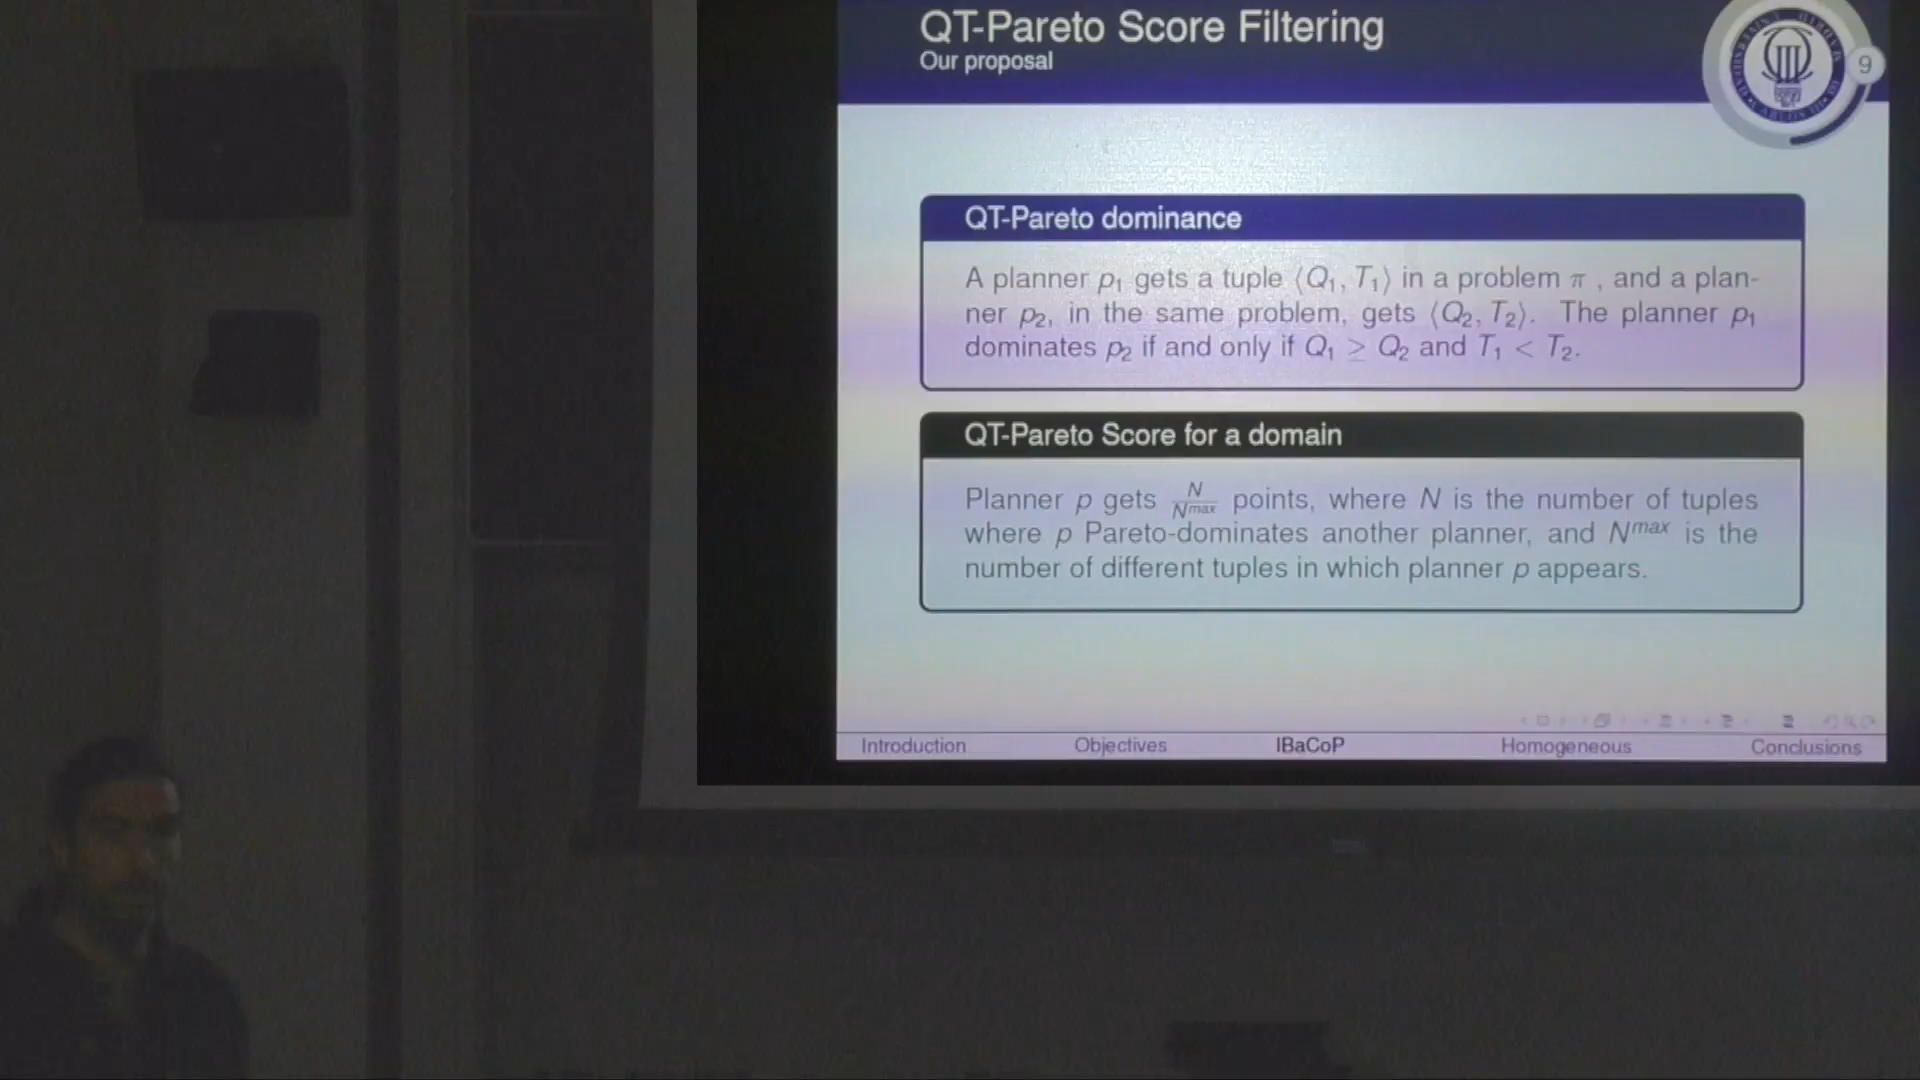 QT-Pareto Score Filtering
Our proposal
9
QT-Pareto dominance
A planner p₁ gets a tuple ⟨Q₁, T₁⟩ in a problem π , and a plan-
ner p₂, in the same problem, gets ⟨Q₂, T₂⟩. The planner p₁
dominates p₂ if and only if Q₁ ≥ Q₂ and T₁ < T₂.
QT-Pareto Score for a domain
Planner p gets N/N^max points, where N is the number of tuples
where p Pareto-dominates another planner, and N^max is the
number of different tuples in which planner p appears.
Introduction Objectives IBaCoP Homogeneous Conclusions